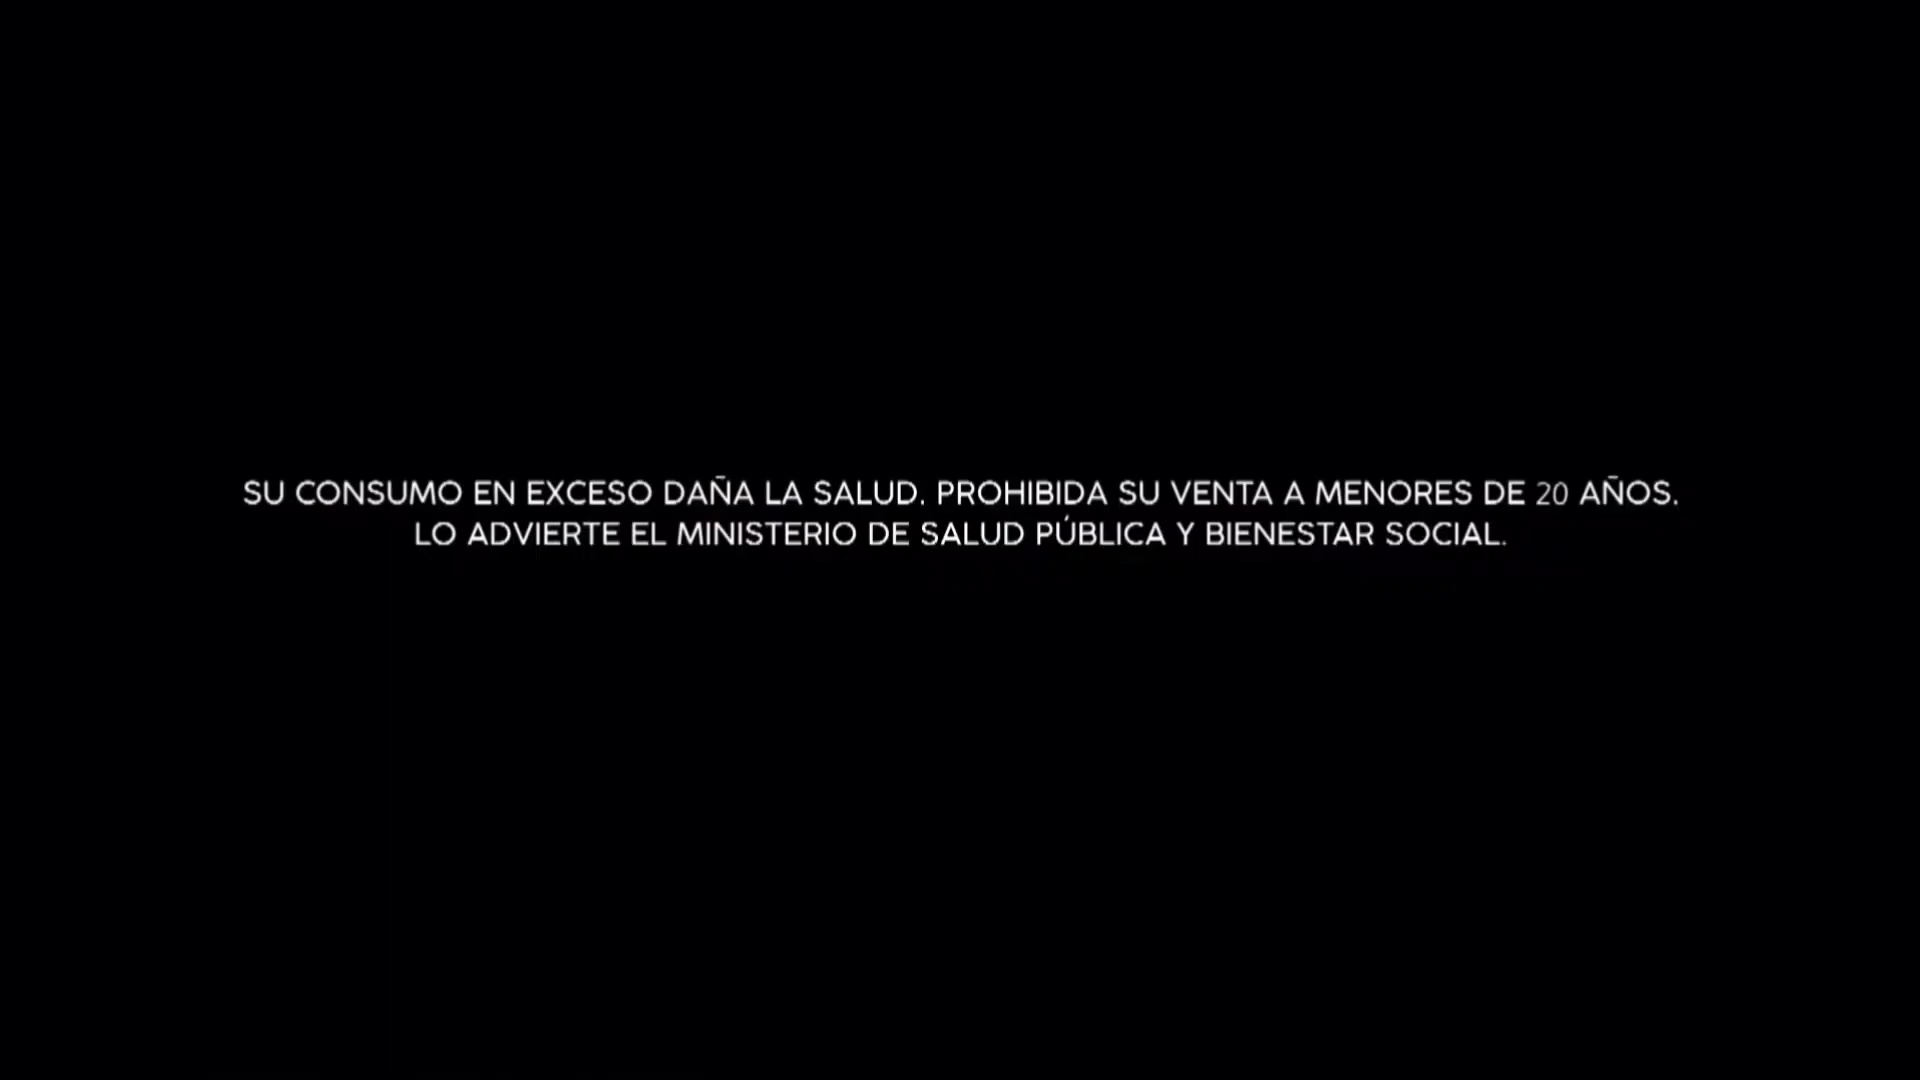 SU CONSUMO EN EXCESO DAÑA LA SALUD. PROHIBIDA SU VENTA A MENORES DE 20 AÑOS.
LO ADVIERTE EL MINISTERIO DE SALUD PÚBLICA Y BIENESTAR SOCIAL.